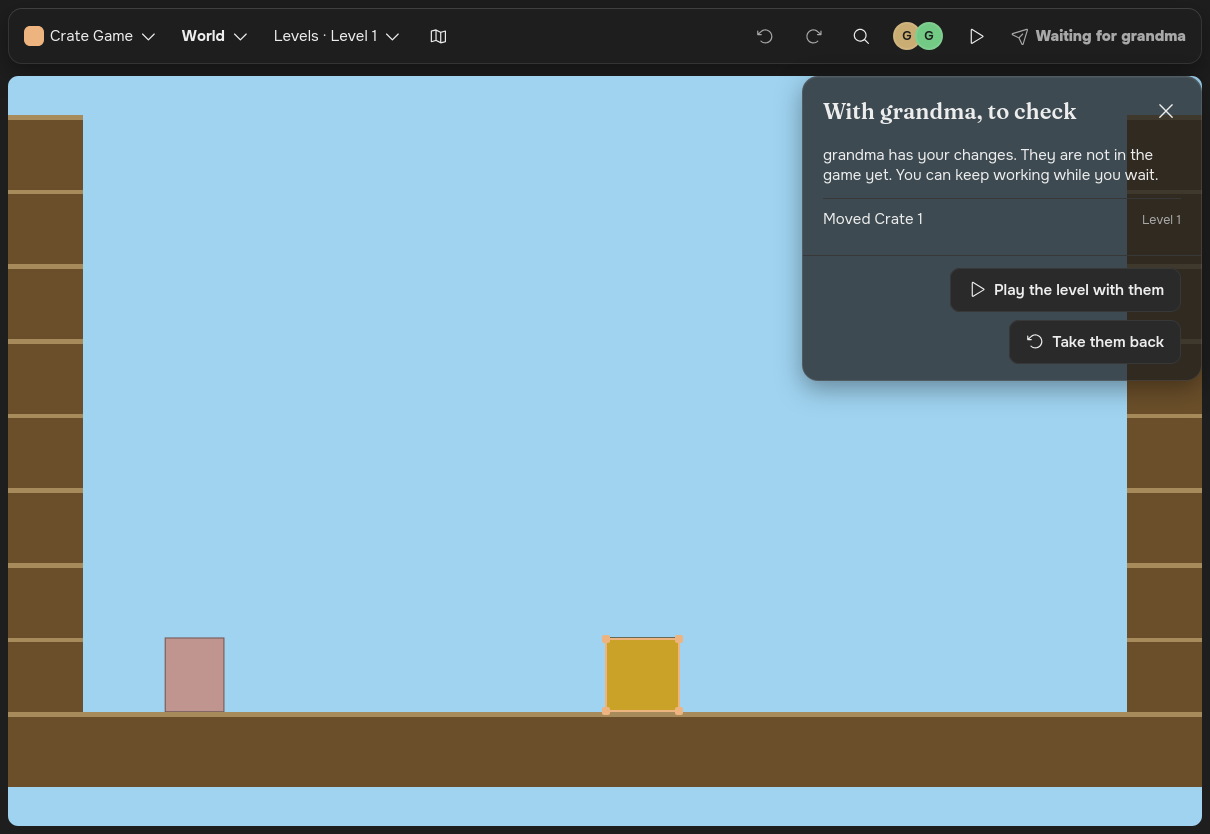 Crate Game
World
Levels · Level 1
G
G
Waiting for grandma
With grandma, to check
grandma has your changes. They are not in the
game yet. You can keep working while you wait.
Moved Crate 1
Level 1
Play the level with them
Take them back